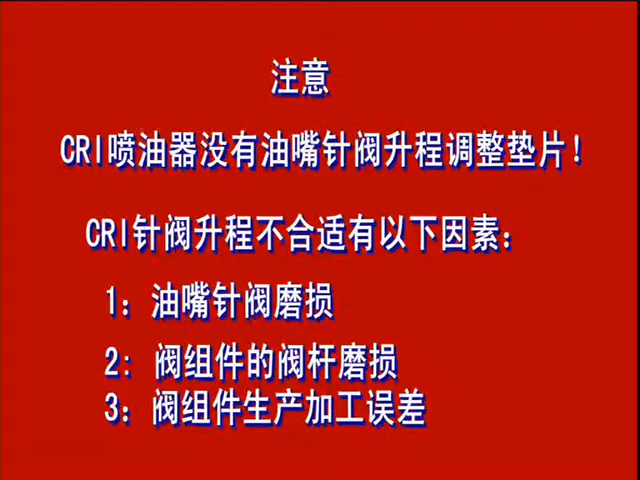 注意
CRI喷油器没有油嘴针阀升程调整垫片！
CRI针阀升程不合适有以下因素：
1：油嘴针阀磨损
2：阀组件的阀杆磨损
3：阀组件生产加工误差